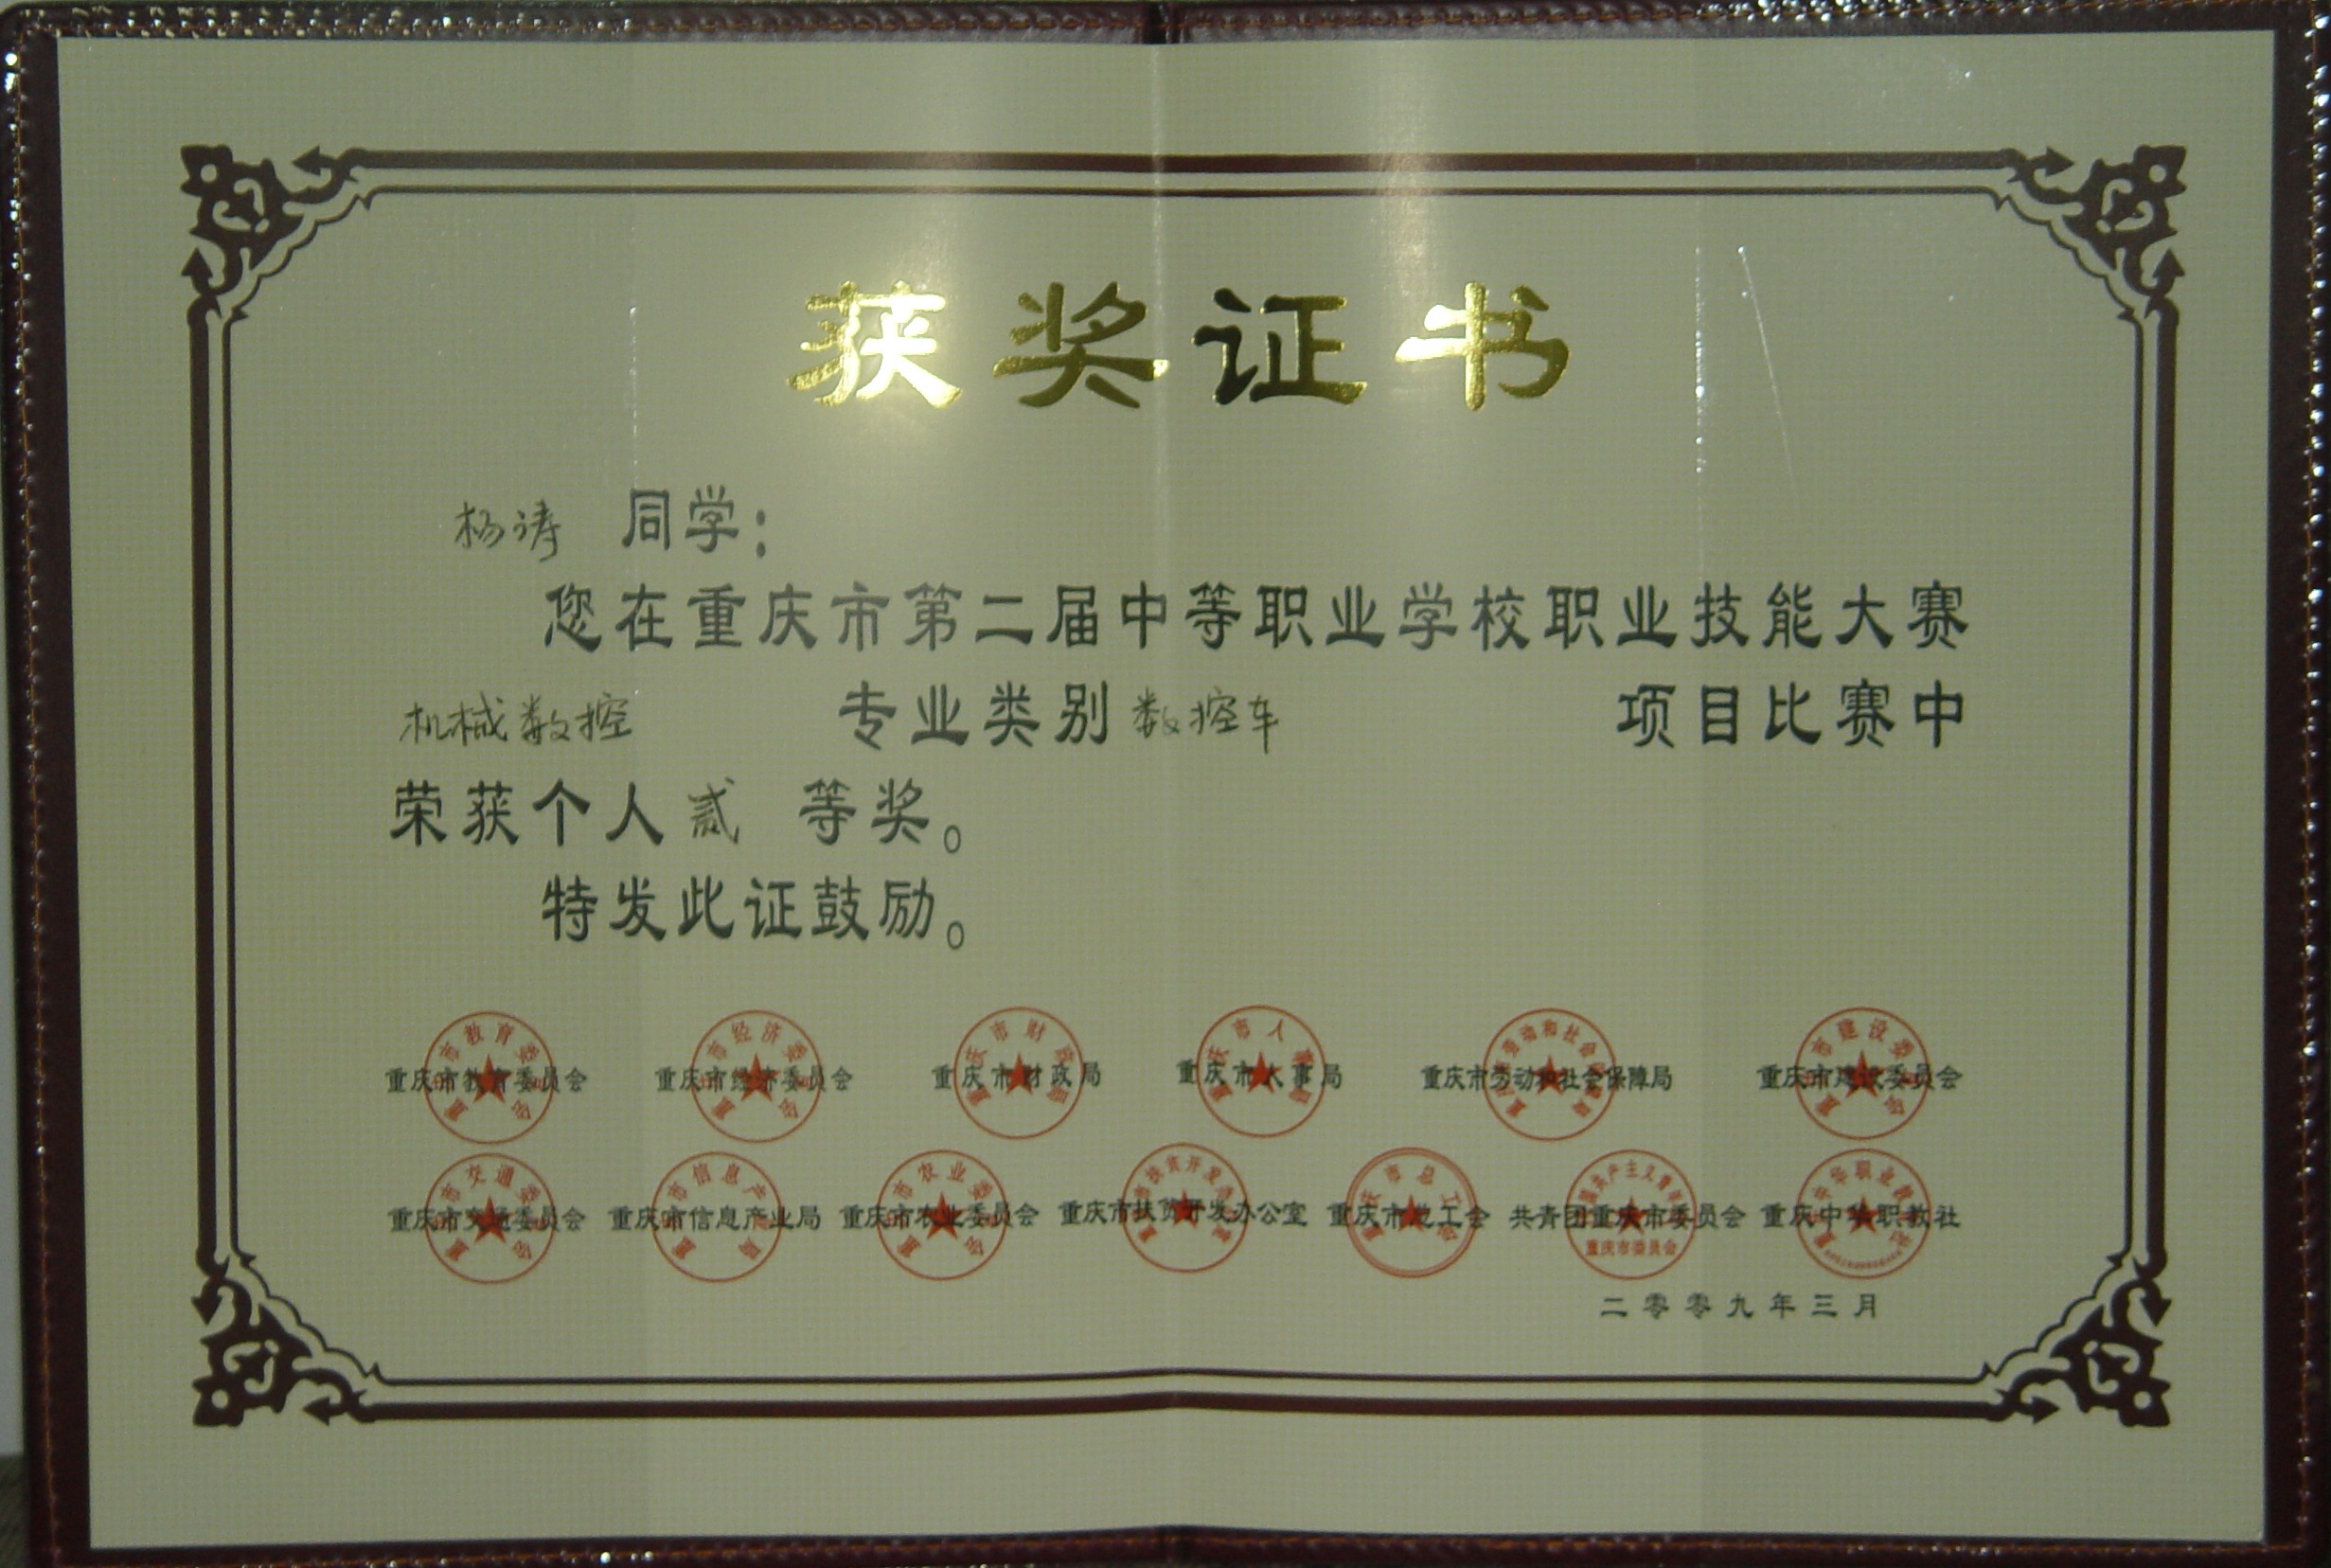 获奖证书
杨涛 同学：
您在重庆市第二届中等职业学校职业技能大赛
机械数控 专业类别 数控车 项目比赛中
荣获个人 贰 等奖。
特发此证鼓励。
重庆市教育委员会 重庆市经济委员会 重庆市财政局 重庆市人事局 重庆市劳动和社会保障局 重庆市建设委员会
重庆市交通委员会 重庆市信息产业局 重庆市农业委员会 重庆市扶贫开发办公室 重庆市总工会 共青团重庆市委员会 重庆中华职教社
重庆市委员会
二零零九年三月